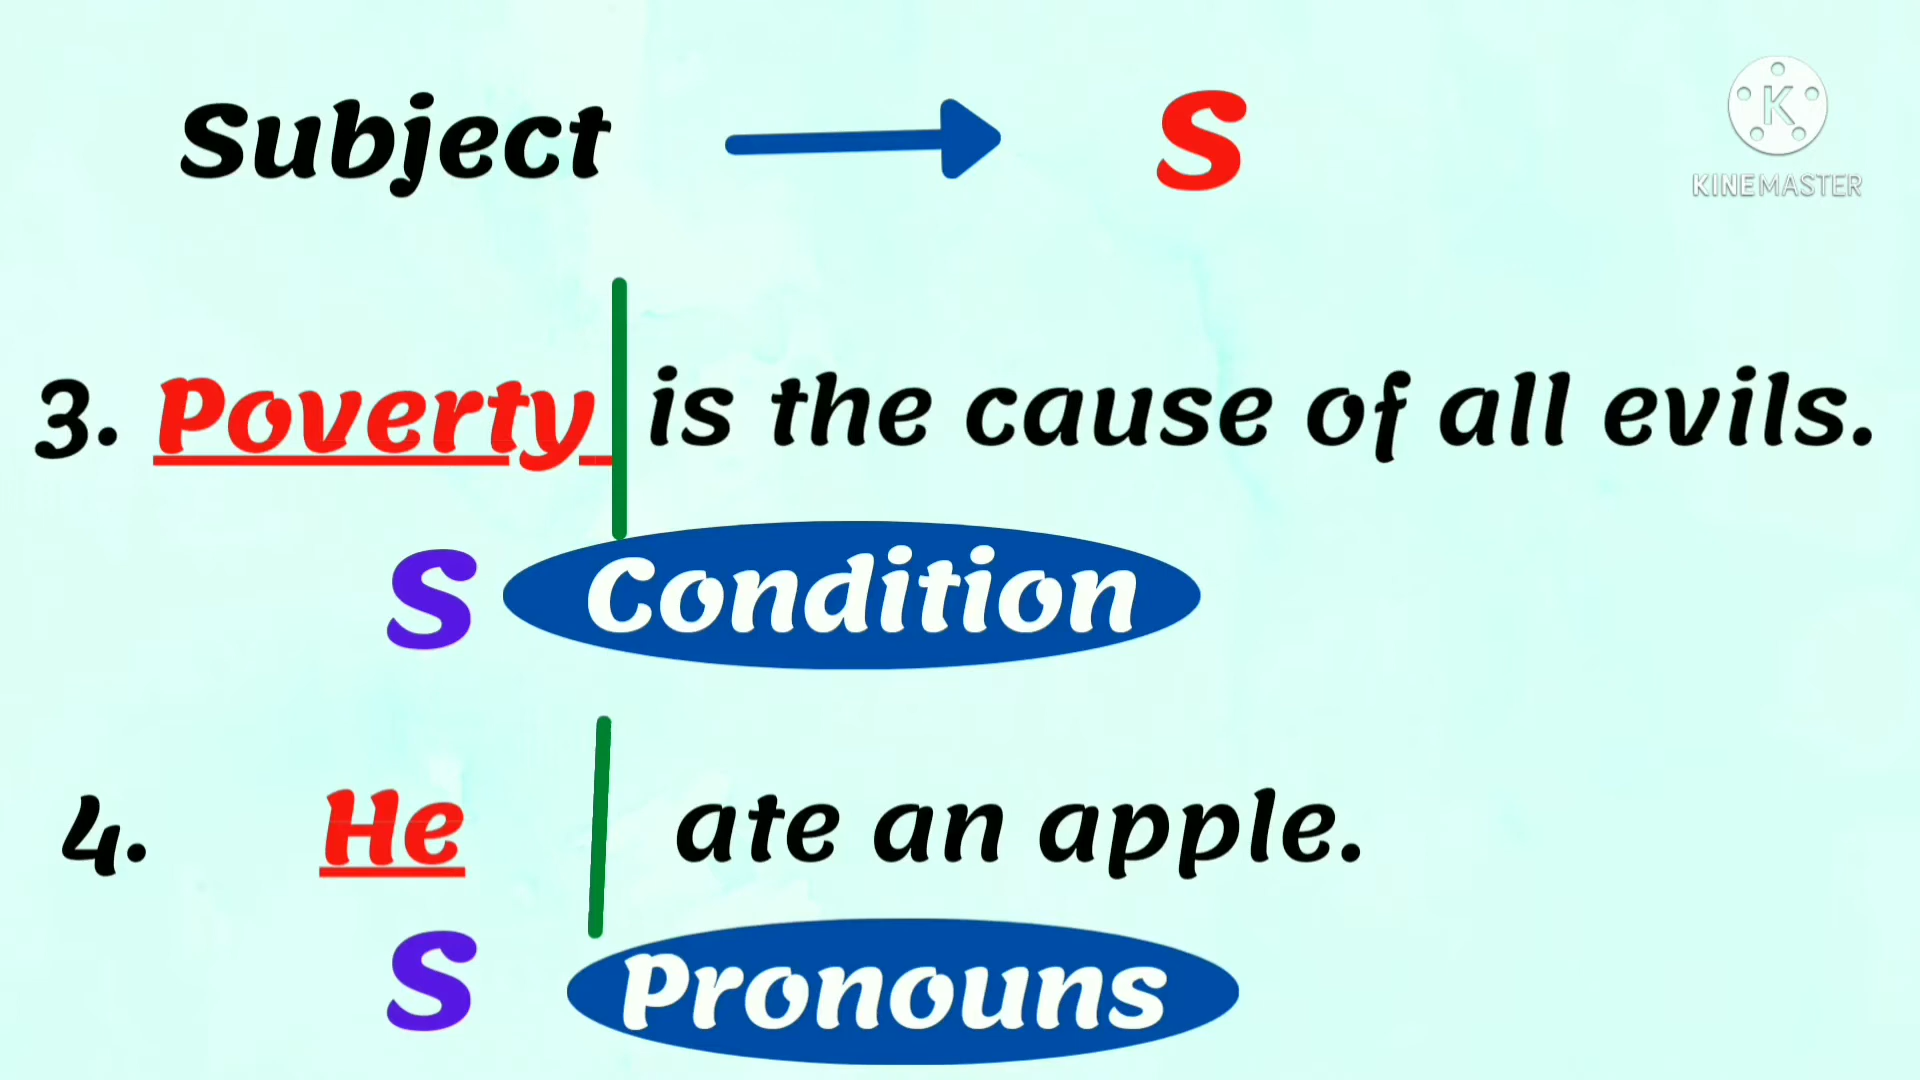 Subject S
K
KINEMASTER
3. Poverty is the cause of all evils.
S Condition
4. He ate an apple.
S Pronouns